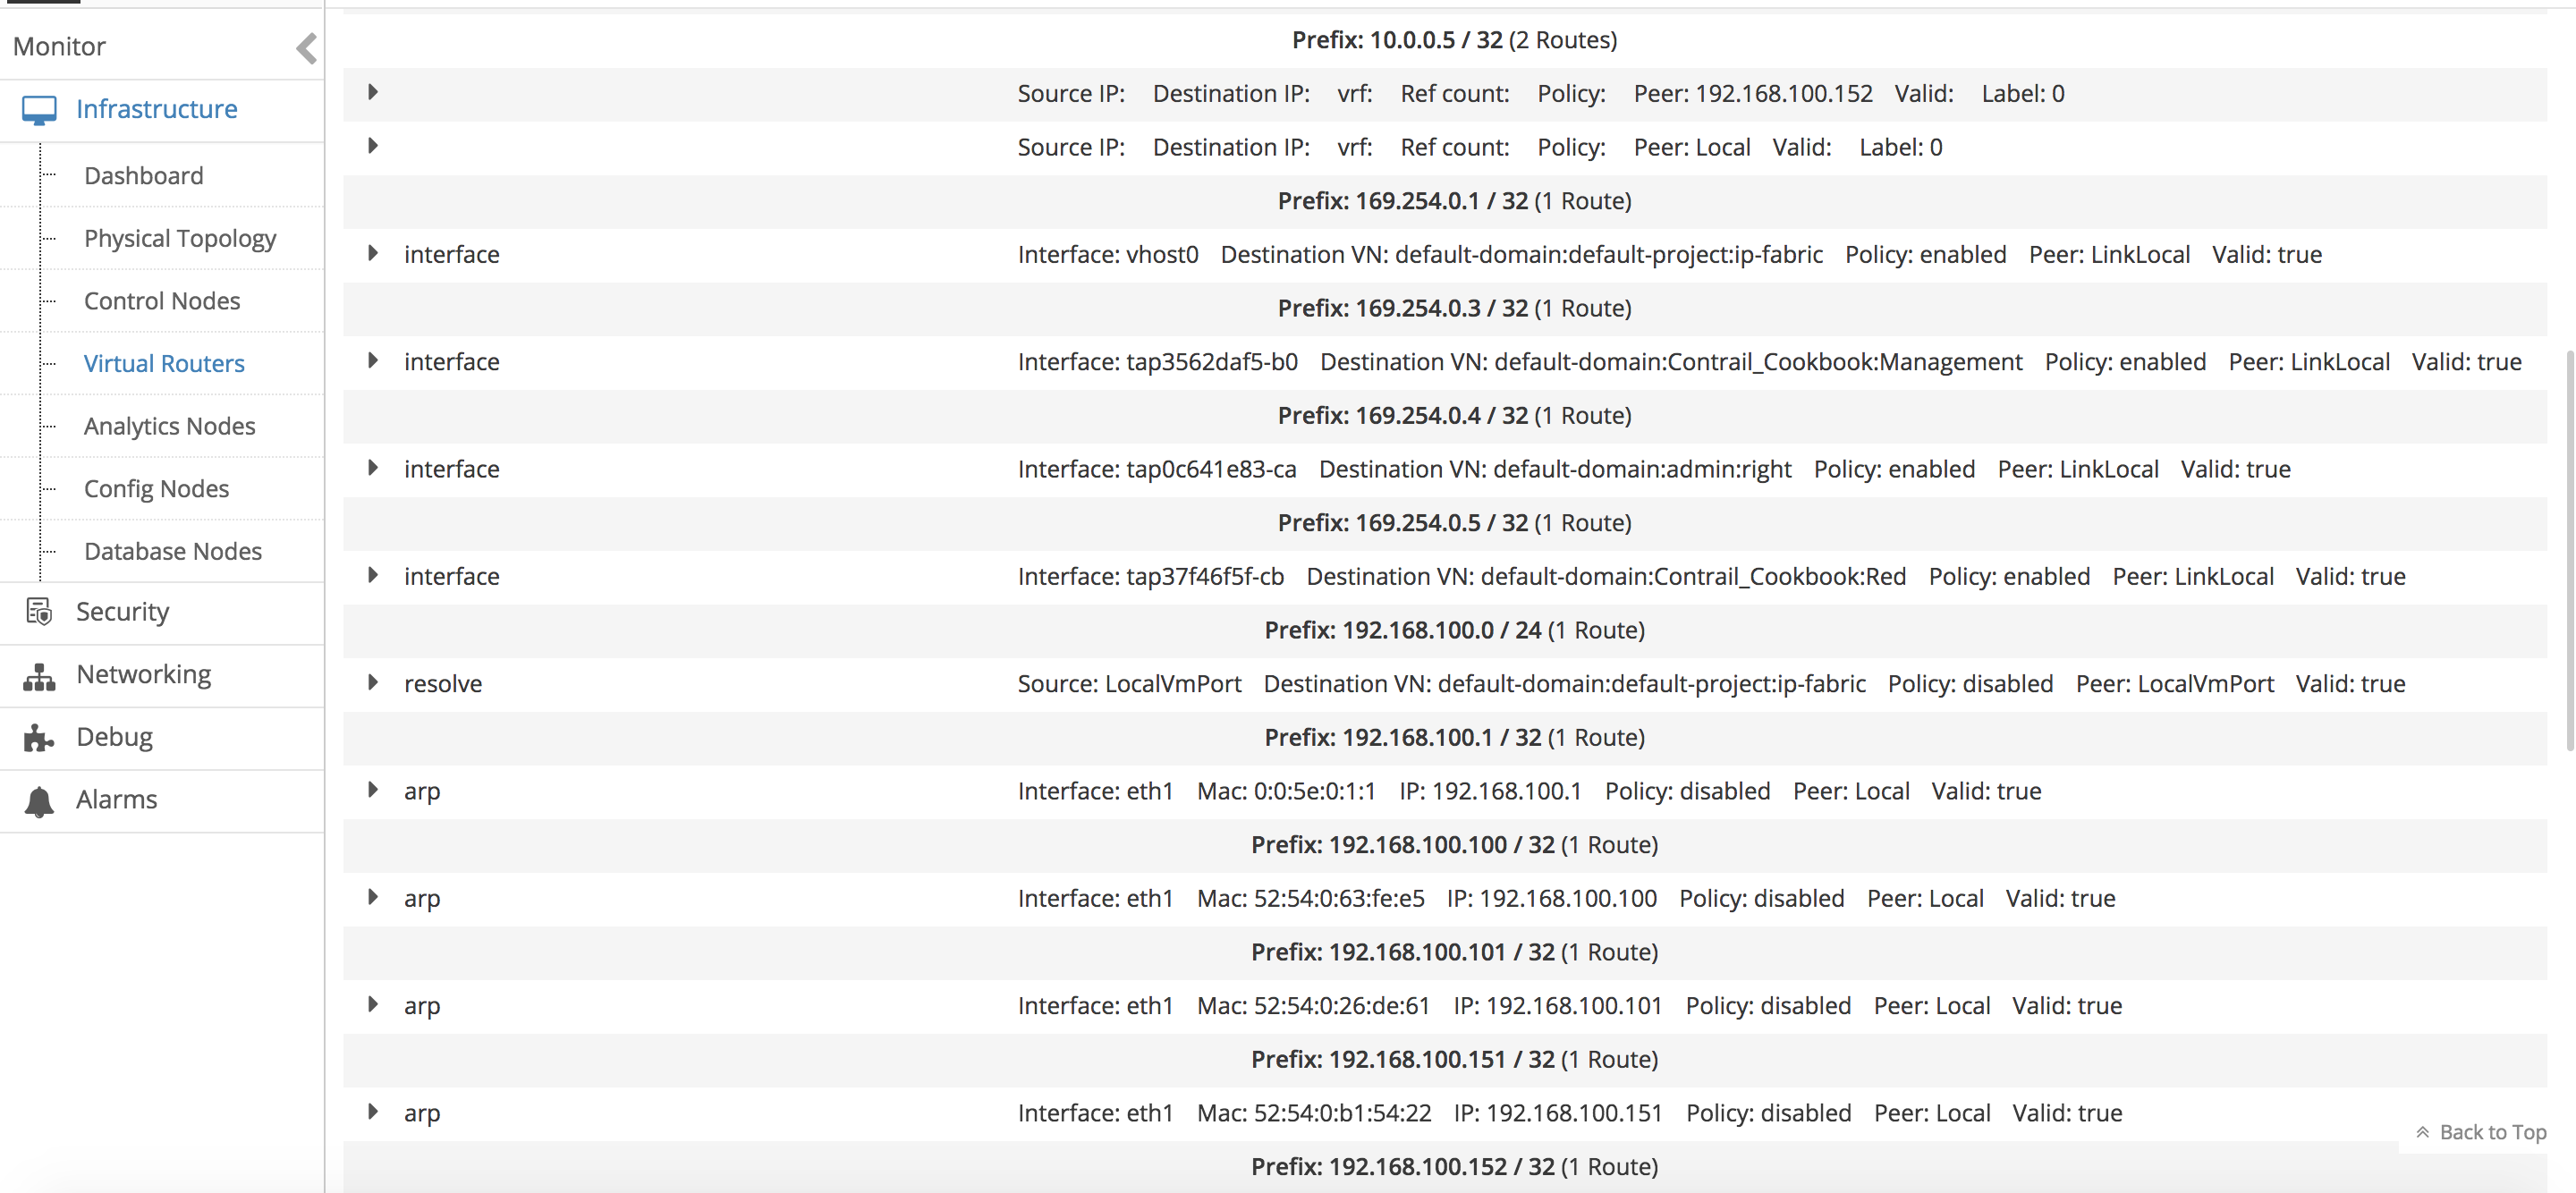 Monitor
Infrastructure
Dashboard
Physical Topology
Control Nodes
Virtual Routers
Analytics Nodes
Config Nodes
Database Nodes
Security
Networking
Debug
Alarms
Prefix: 10.0.0.5 / 32 (2 Routes)
Source IP: Destination IP: vrf: Ref count: Policy: Peer: 192.168.100.152 Valid: Label: 0
Source IP: Destination IP: vrf: Ref count: Policy: Peer: Local Valid: Label: 0
Prefix: 169.254.0.1 / 32 (1 Route)
interface Interface: vhost0 Destination VN: default-domain:default-project:ip-fabric Policy: enabled Peer: LinkLocal Valid: true
Prefix: 169.254.0.3 / 32 (1 Route)
interface Interface: tap3562daf5-b0 Destination VN: default-domain:Contrail_Cookbook:Management Policy: enabled Peer: LinkLocal Valid: true
Prefix: 169.254.0.4 / 32 (1 Route)
interface Interface: tap0c641e83-ca Destination VN: default-domain:admin:right Policy: enabled Peer: LinkLocal Valid: true
Prefix: 169.254.0.5 / 32 (1 Route)
interface Interface: tap37f46f5f-cb Destination VN: default-domain:Contrail_Cookbook:Red Policy: enabled Peer: LinkLocal Valid: true
Prefix: 192.168.100.0 / 24 (1 Route)
resolve Source: LocalVmPort Destination VN: default-domain:default-project:ip-fabric Policy: disabled Peer: LocalVmPort Valid: true
Prefix: 192.168.100.1 / 32 (1 Route)
arp Interface: eth1 Mac: 0:0:5e:0:1:1 IP: 192.168.100.1 Policy: disabled Peer: Local Valid: true
Prefix: 192.168.100.100 / 32 (1 Route)
arp Interface: eth1 Mac: 52:54:0:63:fe:e5 IP: 192.168.100.100 Policy: disabled Peer: Local Valid: true
Prefix: 192.168.100.101 / 32 (1 Route)
arp Interface: eth1 Mac: 52:54:0:26:de:61 IP: 192.168.100.101 Policy: disabled Peer: Local Valid: true
Prefix: 192.168.100.151 / 32 (1 Route)
arp Interface: eth1 Mac: 52:54:0:b1:54:22 IP: 192.168.100.151 Policy: disabled Peer: Local Valid: true
Back to Top
Prefix: 192.168.100.152 / 32 (1 Route)